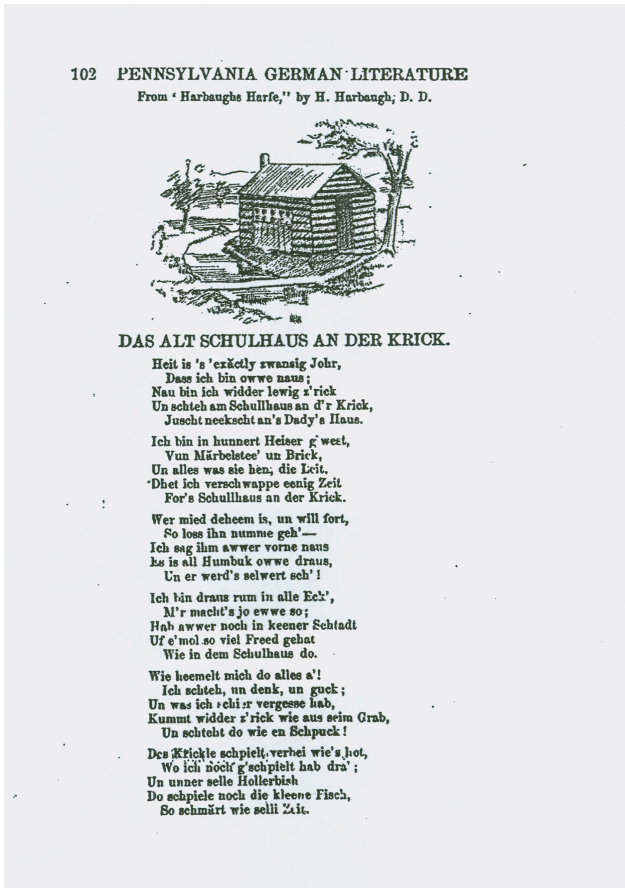 102 PENNSYLVANIA GERMAN LITERATURE
From ‘ Harbaughs Harfe,” by H. Harbaugh, D. D.
DAS ALT SCHULHAUS AN DER KRICK.
Heit is 's 'exăctly zwansig Johr,
Dass ich bin owwe naus;
Nau bin ich widder lewig z'rick
Un schteh am Schullhaus an d'r Krick,
Juscht neekscht an's Dady's Haus.
Ich bin in hunnert Heiser g'west,
Vun Märbelstee' un Brick,
Un alles was sie hen, die Leit.
Dhet ich verschwappe eenig Zeit
For's Schullhaus an der Krick.
Wer mied deheem is, un will fort,
So loss ihn numme geh'—
Ich sag ihm awwer vorne naus
Es is all Humbuk owwe draus,
Un er werd's selwert seh' !
Ich bin draus rum in alle Eck',
M'r macht's jo ewwe so;
Hab awwer noch in keener Schtadt
Uf e'mol so viel Freed gehat
Wie in dem Schulhaus do.
Wie heemelt mich do alles a'!
Ich schteh, un denk, un guck;
Un was ich schier vergesse hab,
Kummt widder z'rick wie aus seim Grab,
Un schteht do wie en Schpuck!
Des Krickle schpielt verbei wie's hot,
Wo ich noch g'schpielt hab dra' ;
Un unner selle Hollerbish
Do schpiele noch die kleene Fisch,
So schmärt wie selli Zeit.